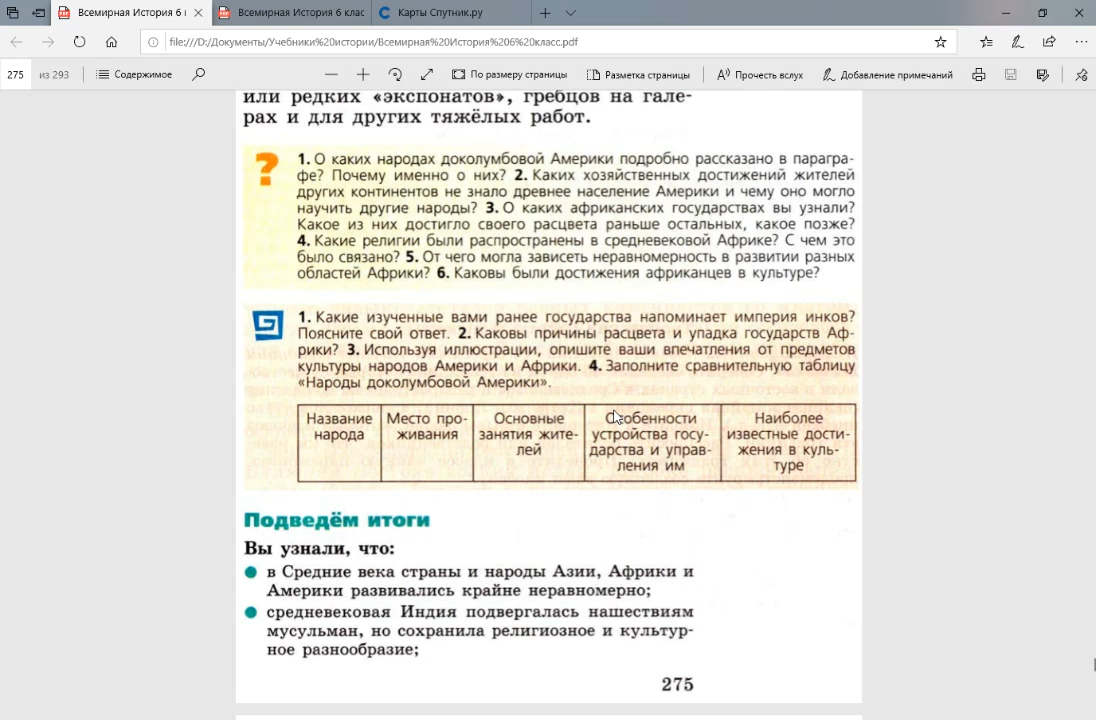 Всемирная История 6 к
Всемирная История 6 клас
Карты Спутник.ру
file:///D:/Документы/Учебники%20истории/Всемирная%20История%206%20класс.pdf
275
из 293
Содержимое
По размеру страницы
Разметка страницы
Прочесть вслух
Добавление примечаний
или редких «экспонатов», гребцов на гале-
рах и для других тяжёлых работ.
1. О каких народах доколумбовой Америки подробно рассказано в парагра-
фе? Почему именно о них? 2. Каких хозяйственных достижений жителей
других континентов не знало древнее население Америки и чему оно могло
научить другие народы? 3. О каких африканских государствах вы узнали?
Какое из них достигло своего расцвета раньше остальных, какое позже?
4. Какие религии были распространены в средневековой Африке? С чем это
было связано? 5. От чего могла зависеть неравномерность в развитии разных
областей Африки? 6. Каковы были достижения африканцев в культуре?
1. Какие изученные вами ранее государства напоминает империя инков?
Поясните свой ответ. 2. Каковы причины расцвета и упадка государств Аф-
рики? 3. Используя иллюстрации, опишите ваши впечатления от предметов
культуры народов Америки и Африки. 4. Заполните сравнительную таблицу
«Народы доколумбовой Америки».
Название
народа
Место про-
живания
Основные
занятия жите-
лей
Особенности
устройства госу-
дарства и управ-
ления им
Наиболее
известные дости-
жения в куль-
туре
Подведём итоги
Вы узнали, что:
в Средние века страны и народы Азии, Африки и
Америки развивались крайне неравномерно;
средневековая Индия подвергалась нашествиям
мусульман, но сохранила религиозное и культур-
ное разнообразие;
275